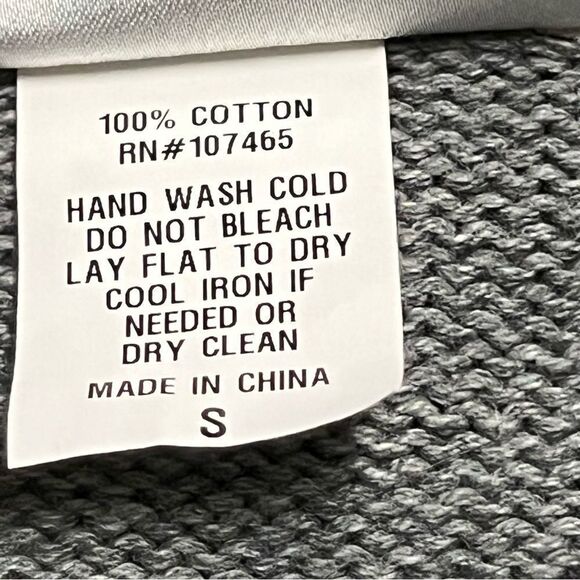 100% COTTON
RN#107465
HAND WASH COLD
DO NOT BLEACH
LAY FLAT TO DRY
COOL IRON IF
NEEDED OR
DRY CLEAN
MADE IN CHINA
S